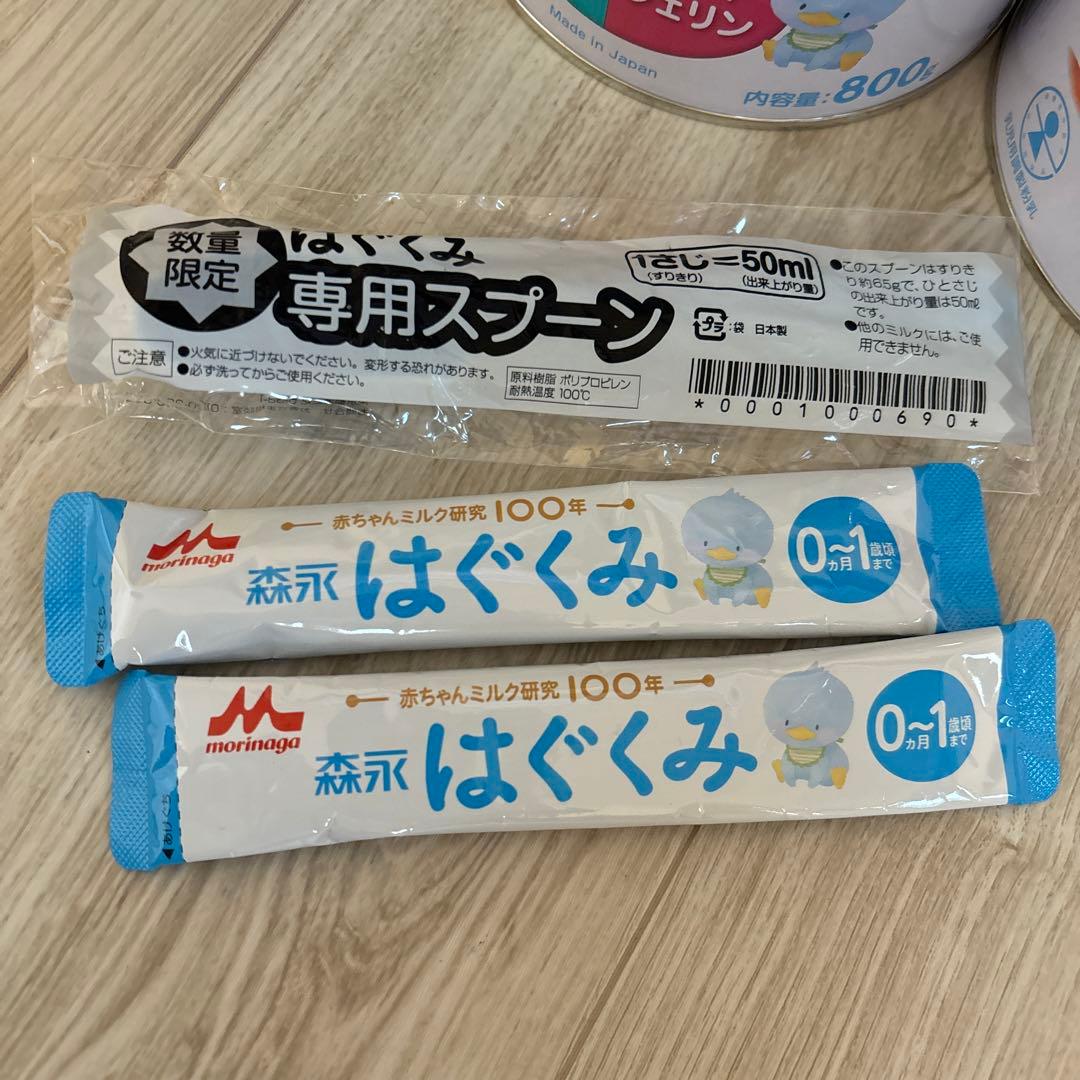 ェリン
Made in Japan
内容量:800g
数量
限定
はぐくみ
専用スプーン
1さじ=50ml
(すりきり) (出来上がり量)
プラ:袋 日本製
●このスプーンはすりき
り約6.5gで、ひとさじ
の出来上がり量は50ml
です。
●他のミルクには、ご使
用できません。
ご注意
●火気に近づけないでください。変形する恐れがあります。
●必ず洗ってからご使用ください。
原料樹脂 ポリプロピレン
耐熱温度 100℃
*0001000690*
morinaga
赤ちゃんミルク研究100年
森永 はぐくみ
0ヵ月~1歳頃まで
◀あけくち
morinaga
赤ちゃんミルク研究100年
森永 はぐくみ
0ヵ月~1歳頃まで
◀あけくち